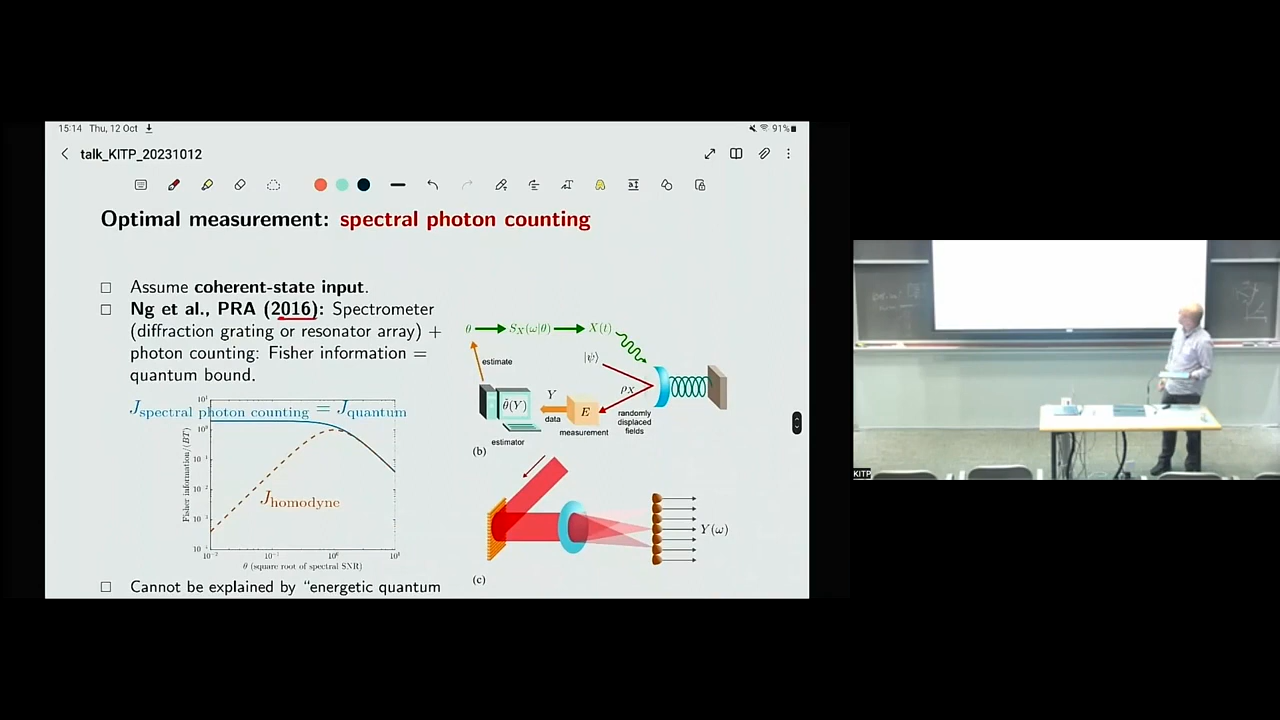 15:14 Thu, 12 Oct
91%
talk_KITP_20231012
Optimal measurement: spectral photon counting
Assume coherent-state input.
Ng et al., PRA (2016): Spectrometer
(diffraction grating or resonator array) +
photon counting: Fisher information =
quantum bound.
J_spectral photon counting = J_quantum
J_homodyne
Fisher information/(BT)
θ (square root of spectral SNR)
θ → S_X(ω|θ) → X(t)
estimate
|ψ⟩
ρ_X
θ̌(Y)
Y
data
E
measurement
randomly
displaced
fields
estimator
(b)
Y(ω)
(c)
Cannot be explained by "energetic quantum
KITP